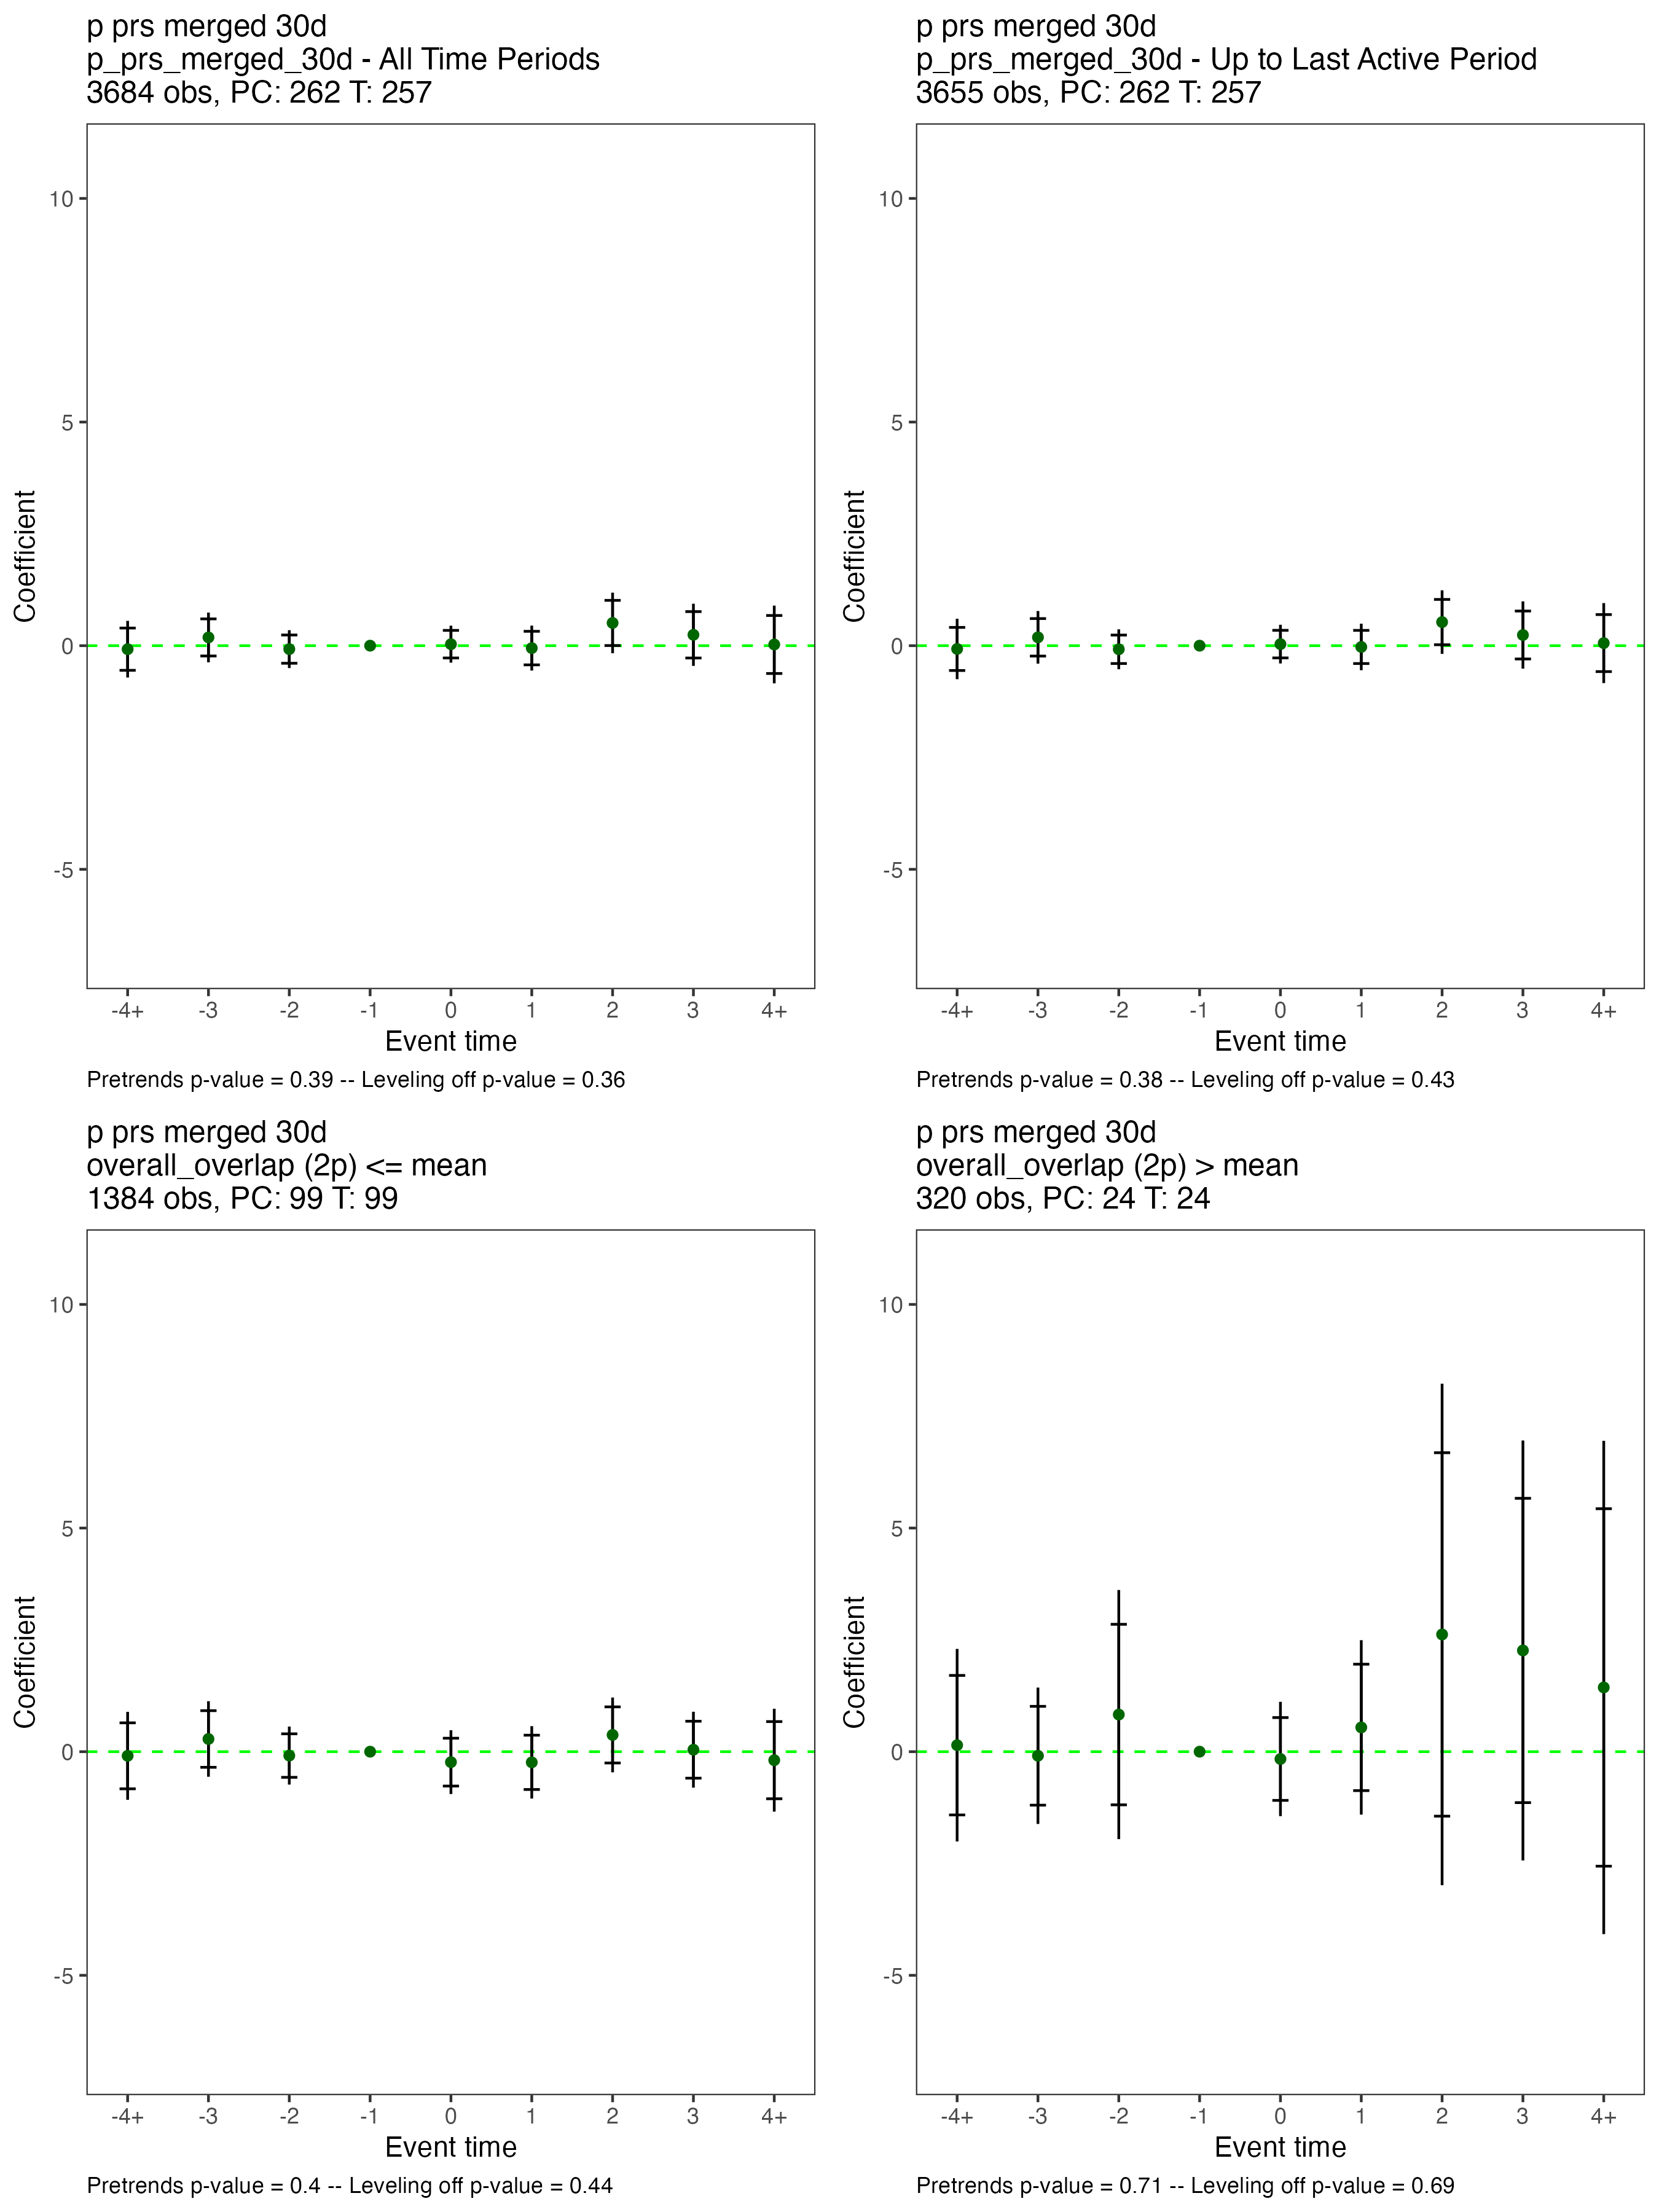 p prs merged 30d
p_prs_merged_30d - All Time Periods
3684 obs, PC: 262 T: 257
10
5
0
-5
Coefficient
-4+ -3 -2 -1 0 1 2 3 4+
Event time
Pretrends p-value = 0.39 -- Leveling off p-value = 0.36
p prs merged 30d
p_prs_merged_30d - Up to Last Active Period
3655 obs, PC: 262 T: 257
10
5
0
-5
Coefficient
-4+ -3 -2 -1 0 1 2 3 4+
Event time
Pretrends p-value = 0.38 -- Leveling off p-value = 0.43
p prs merged 30d
overall_overlap (2p) <= mean
1384 obs, PC: 99 T: 99
10
5
0
-5
Coefficient
-4+ -3 -2 -1 0 1 2 3 4+
Event time
Pretrends p-value = 0.4 -- Leveling off p-value = 0.44
p prs merged 30d
overall_overlap (2p) > mean
320 obs, PC: 24 T: 24
10
5
0
-5
Coefficient
-4+ -3 -2 -1 0 1 2 3 4+
Event time
Pretrends p-value = 0.71 -- Leveling off p-value = 0.69